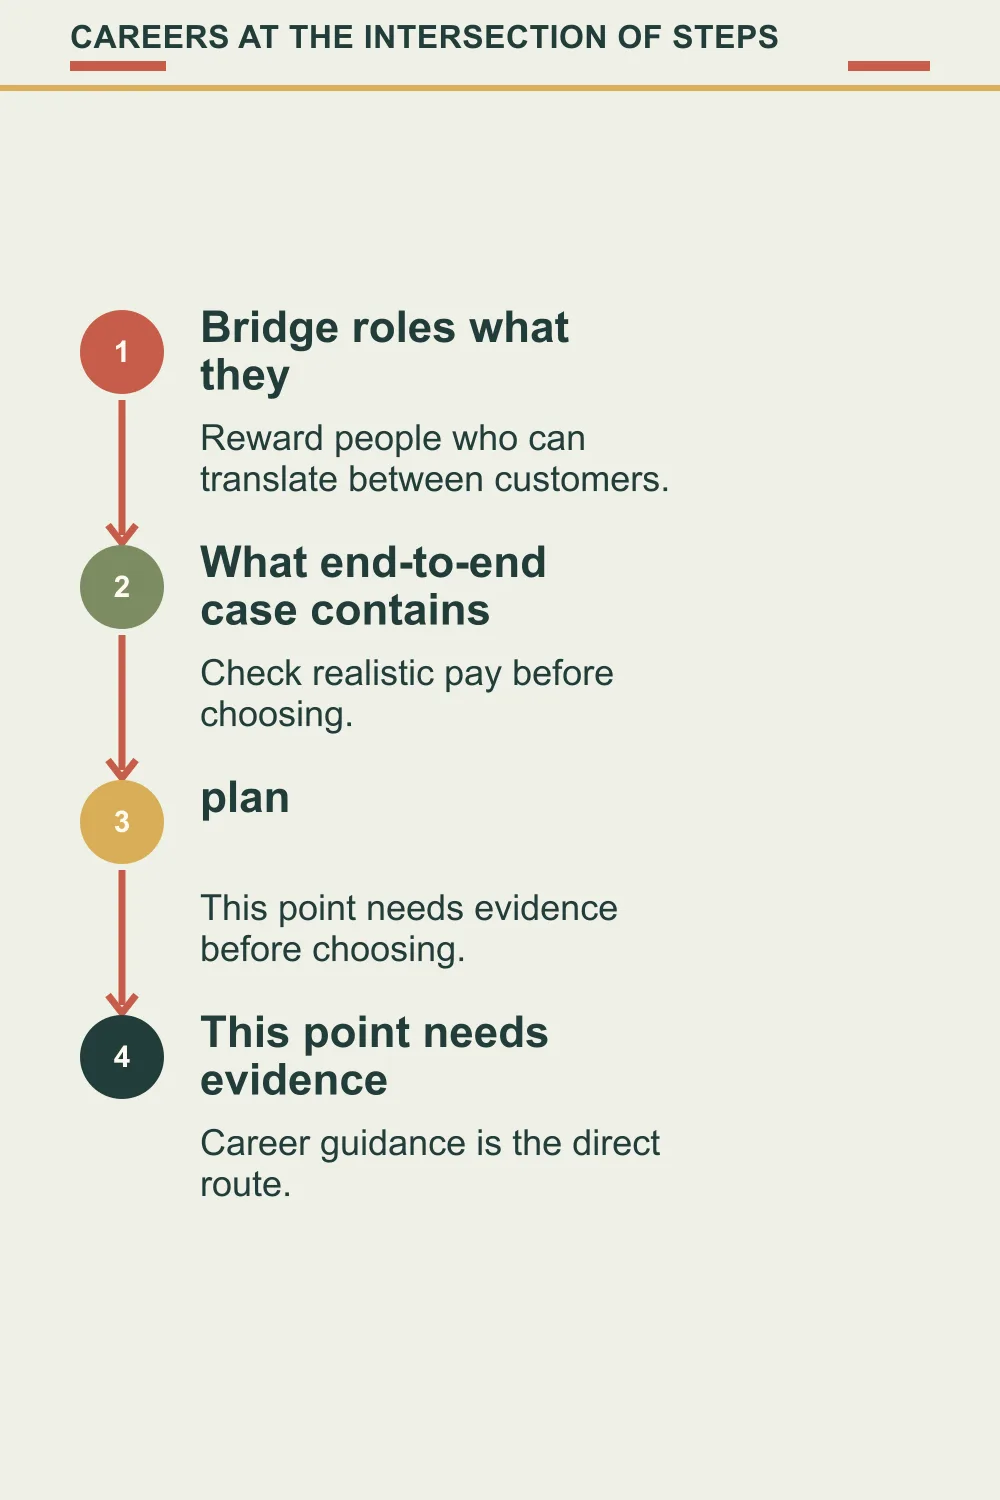 CAREERS AT THE INTERSECTION OF STEPS
1
Bridge roles what
they
Reward people who can
translate between customers.
2
What end-to-end
case contains
Check realistic pay before
choosing.
3
plan
This point needs evidence
before choosing.
4
This point needs
evidence
Career guidance is the direct
route.